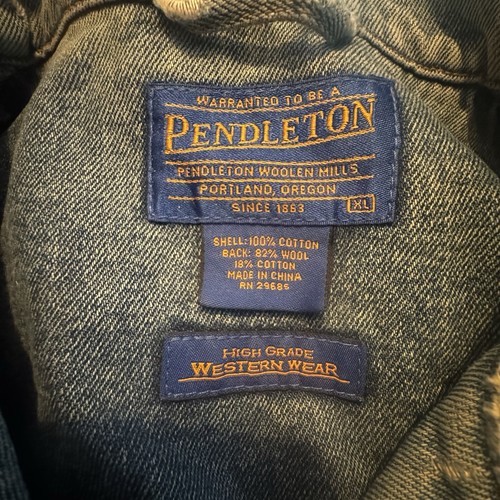 WARRANTED TO BE A
PENDLETON
PENDLETON WOOLEN MILLS
PORTLAND, OREGON
SINCE 1863 XL
SHELL: 100% COTTON
BACK: 82% WOOL
18% COTTON
MADE IN CHINA
RN 29685
HIGH GRADE
WESTERN WEAR